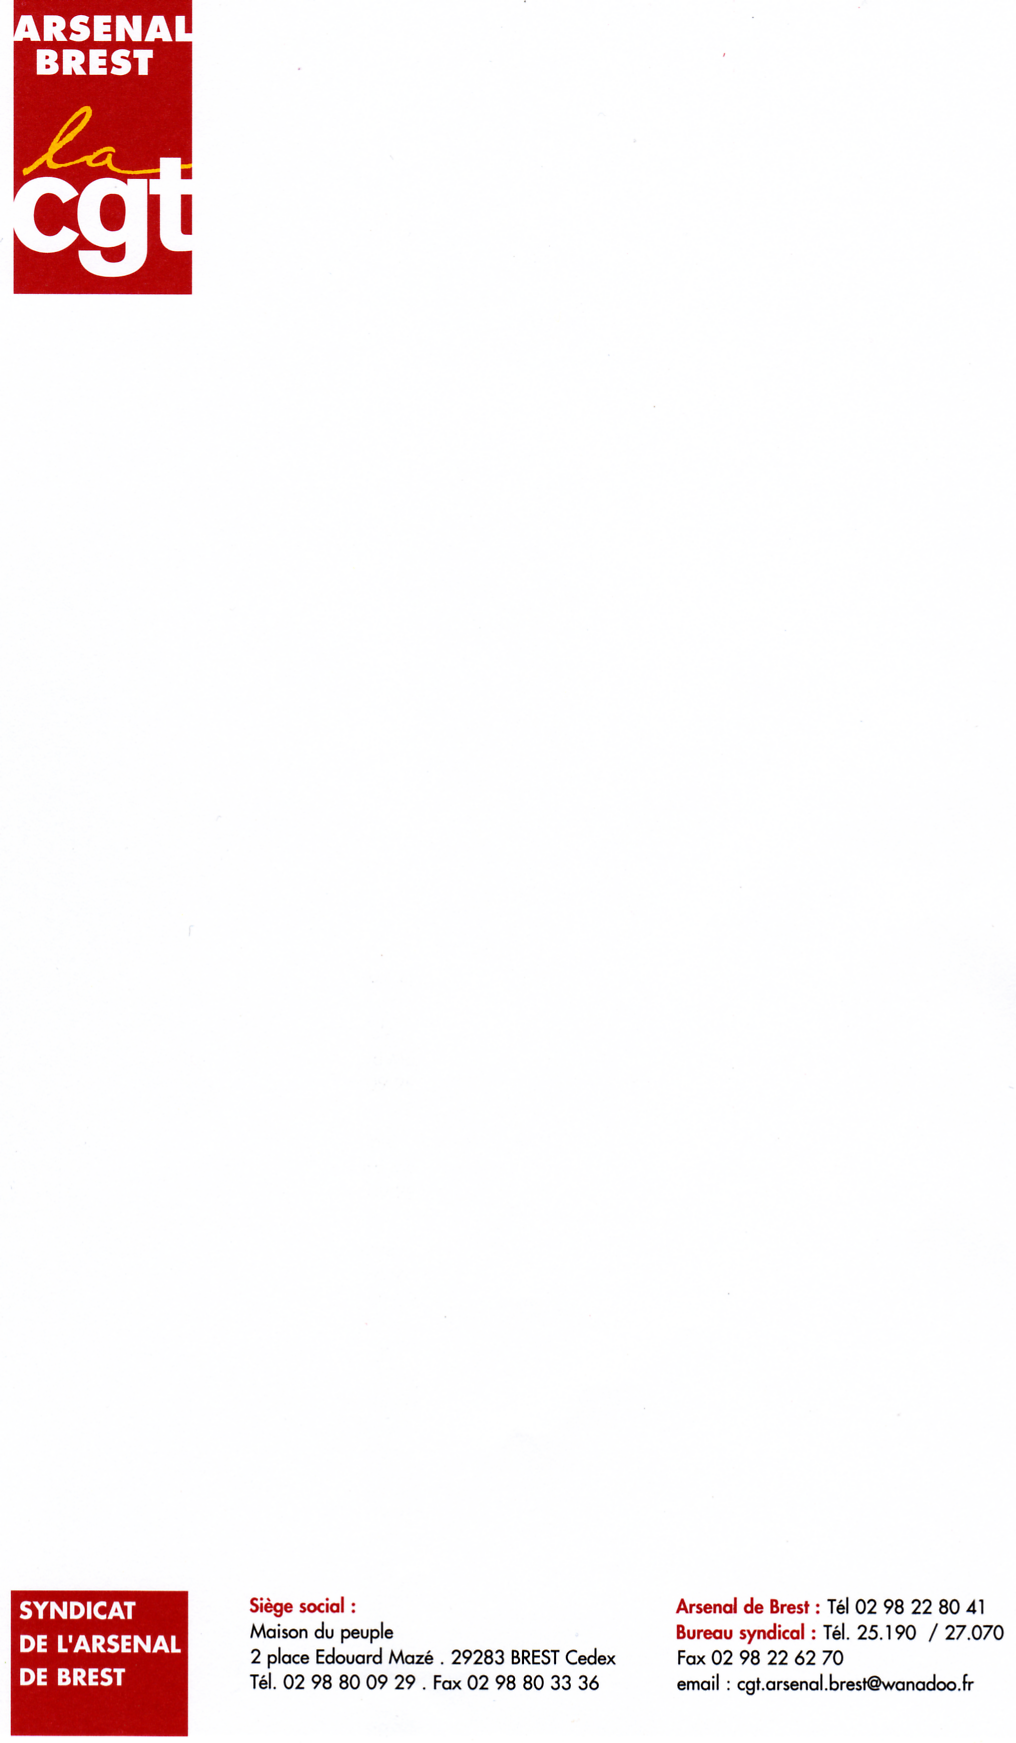 ARSENAL
BREST
la
cgt
SYNDICAT
DE L'ARSENAL
DE BREST
Siège social :
Maison du peuple
2 place Edouard Mazé . 29283 BREST Cedex
Tél. 02 98 80 09 29 . Fax 02 98 80 33 36
Arsenal de Brest : Tél 02 98 22 80 41
Bureau syndical : Tél. 25.190 / 27.070
Fax 02 98 22 62 70
email : cgt.arsenal.brest@wanadoo.fr